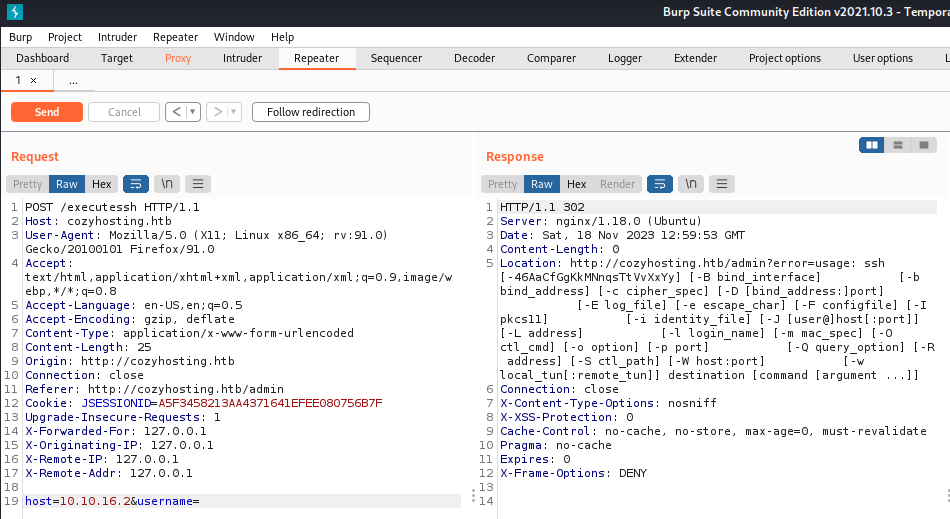 Burp Suite Community Edition v2021.10.3 - Tempora
Burp Project Intruder Repeater Window Help
Dashboard Target Proxy Intruder Repeater Sequencer Decoder Comparer Logger Extender Project options User options L
1 × ...
Send Cancel < > Follow redirection
Request
Pretty Raw Hex \n
1 POST /executessh HTTP/1.1
2 Host: cozyhosting.htb
3 User-Agent: Mozilla/5.0 (X11; Linux x86_64; rv:91.0)
Gecko/20100101 Firefox/91.0
4 Accept:
text/html,application/xhtml+xml,application/xml;q=0.9,image/w
ebp,*/*;q=0.8
5 Accept-Language: en-US,en;q=0.5
6 Accept-Encoding: gzip, deflate
7 Content-Type: application/x-www-form-urlencoded
8 Content-Length: 25
9 Origin: http://cozyhosting.htb
10 Connection: close
11 Referer: http://cozyhosting.htb/admin
12 Cookie: JSESSIONID=A5F3458213AA4371641EFEE080756B7F
13 Upgrade-Insecure-Requests: 1
14 X-Forwarded-For: 127.0.0.1
15 X-Originating-IP: 127.0.0.1
16 X-Remote-IP: 127.0.0.1
17 X-Remote-Addr: 127.0.0.1
18
19 host=10.10.16.2&username=
Response
Pretty Raw Hex Render \n
1 HTTP/1.1 302
2 Server: nginx/1.18.0 (Ubuntu)
3 Date: Sat, 18 Nov 2023 12:59:53 GMT
4 Content-Length: 0
5 Location: http://cozyhosting.htb/admin?error=usage: ssh
[-46AaCfGgKkMNnqsTtVvXxYy] [-B bind_interface] [-b
bind_address] [-c cipher_spec] [-D [bind_address:]port]
[-E log_file] [-e escape_char] [-F configfile] [-I
pkcs11] [-i identity_file] [-J [user@]host[:port]]
[-L address] [-l login_name] [-m mac_spec] [-O
ctl_cmd] [-o option] [-p port] [-Q query_option] [-R
address] [-S ctl_path] [-W host:port] [-w
local_tun[:remote_tun]] destination [command [argument ...]]
6 Connection: close
7 X-Content-Type-Options: nosniff
8 X-XSS-Protection: 0
9 Cache-Control: no-cache, no-store, max-age=0, must-revalidate
10 Pragma: no-cache
11 Expires: 0
12 X-Frame-Options: DENY
13
14